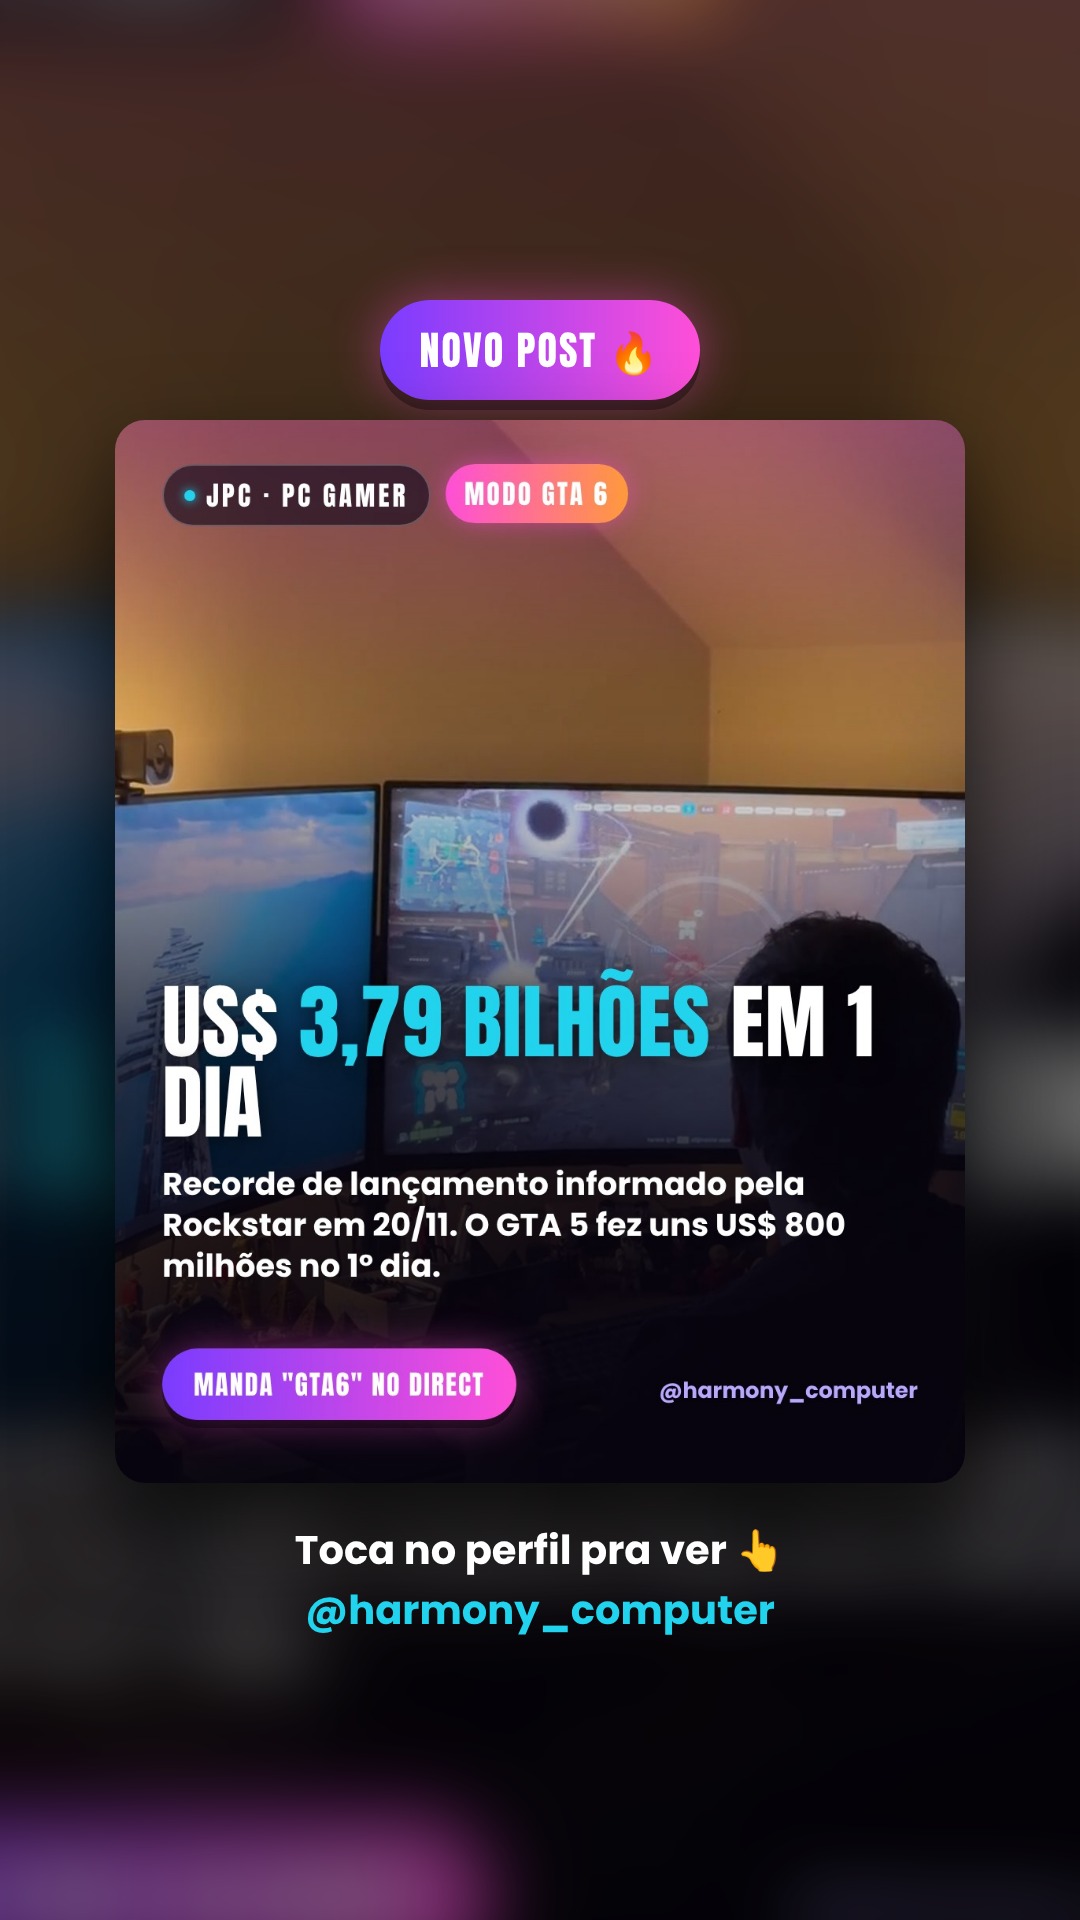 NOVO POST 🔥
JPC · PC GAMER
MODO GTA 6
US$ 3,79 BILHÕES EM 1
DIA
Recorde de lançamento informado pela
Rockstar em 20/11. O GTA 5 fez uns US$ 800
milhões no 1º dia.
MANDA "GTA6" NO DIRECT
@harmony_computer
Toca no perfil pra ver 👆
@harmony_computer